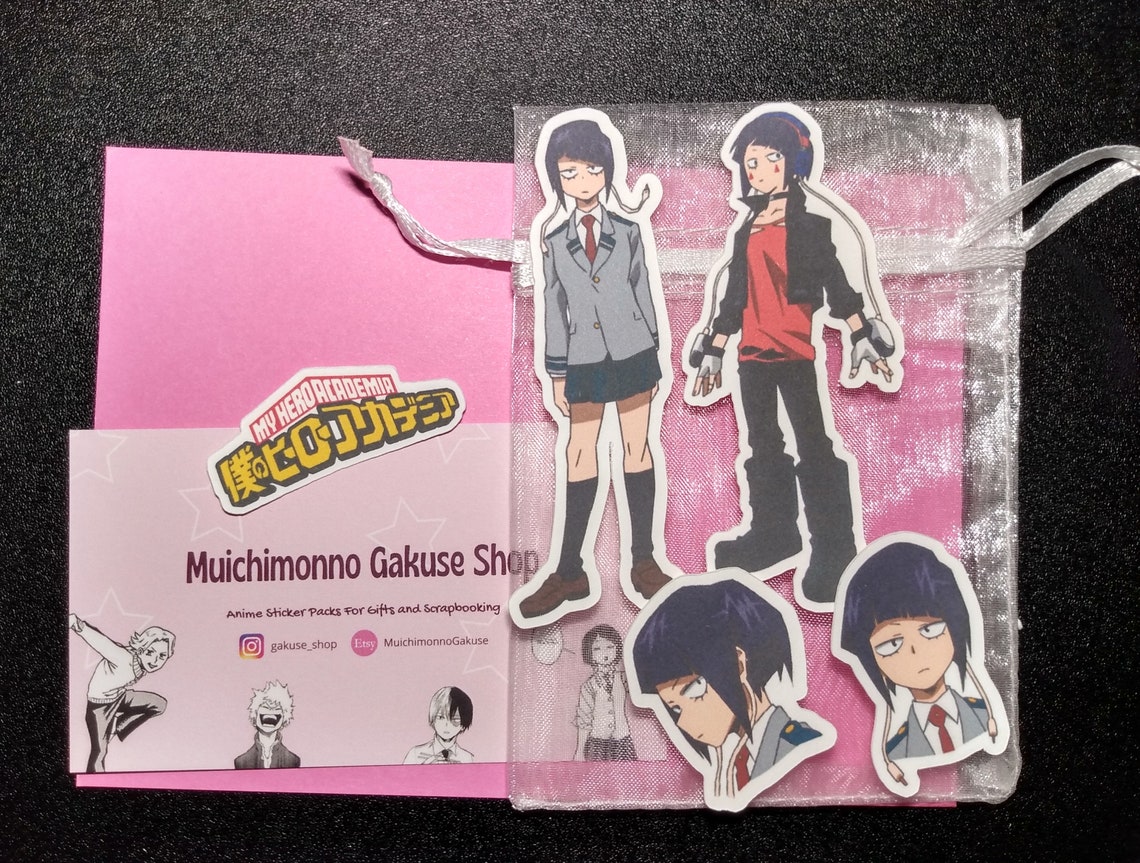 MY HERO ACADEMIA
僕のヒーローアカデミア
Muichimonno Gakuse Shop
Anime Sticker Packs For Gifts and Scrapbooking
gakuse_shop Etsy MuichimonnoGakuse